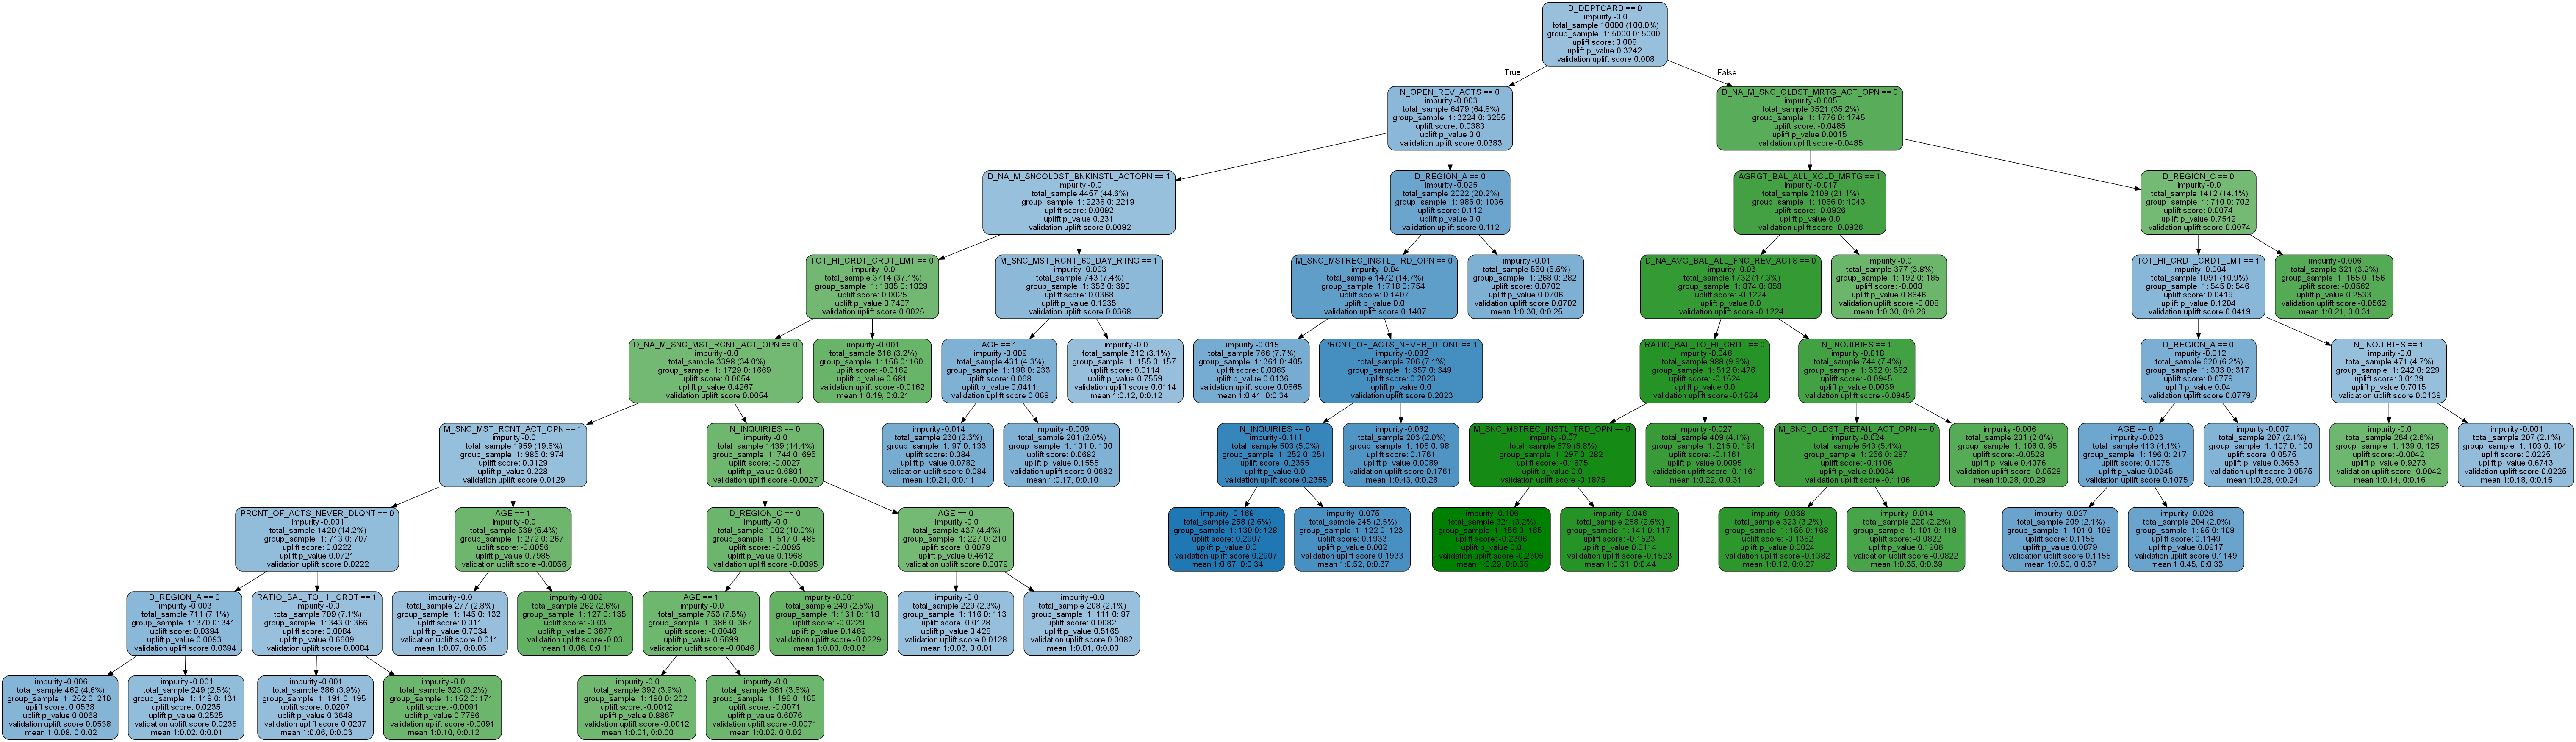 D_DEPTCARD == 0
impurity -0.0
total_sample 10000 (100.0%)
group_sample 1: 5000 0: 5000
uplift score: 0.008
uplift p_value 0.3242
validation uplift score 0.008
True
False
N_OPEN_REV_ACTS == 0
impurity -0.003
total_sample 6479 (64.8%)
group_sample 1: 3224 0: 3255
uplift score: 0.0383
uplift p_value 0.0
validation uplift score 0.0383
D_NA_M_SNC_OLDST_MRTG_ACT_OPN == 0
impurity -0.005
total_sample 3521 (35.2%)
group_sample 1: 1776 0: 1745
uplift score: -0.0485
uplift p_value 0.0015
validation uplift score -0.0485
D_NA_M_SNCOLDST_BNKINSTL_ACTOPN == 1
impurity -0.0
total_sample 4457 (44.6%)
group_sample 1: 2238 0: 2219
uplift score: 0.0092
uplift p_value 0.231
validation uplift score 0.0092
D_REGION_A == 0
impurity -0.025
total_sample 2022 (20.2%)
group_sample 1: 986 0: 1036
uplift score: 0.112
uplift p_value 0.0
validation uplift score 0.112
AGRGT_BAL_ALL_XCLD_MRTG == 1
impurity -0.017
total_sample 2109 (21.1%)
group_sample 1: 1066 0: 1043
uplift score: -0.0926
uplift p_value 0.0
validation uplift score -0.0926
D_REGION_C == 0
impurity -0.0
total_sample 1412 (14.1%)
group_sample 1: 710 0: 702
uplift score: 0.0074
uplift p_value 0.7542
validation uplift score 0.0074
TOT_HI_CRDT_CRDT_LMT == 0
impurity -0.0
total_sample 3714 (37.1%)
group_sample 1: 1885 0: 1829
uplift score: 0.0025
uplift p_value 0.7407
validation uplift score 0.0025
M_SNC_MST_RCNT_60_DAY_RTNG == 1
impurity -0.003
total_sample 743 (7.4%)
group_sample 1: 353 0: 390
uplift score: 0.0368
uplift p_value 0.1235
validation uplift score 0.0368
M_SNC_MSTREC_INSTL_TRD_OPN == 0
impurity -0.04
total_sample 1472 (14.7%)
group_sample 1: 718 0: 754
uplift score: 0.1407
uplift p_value 0.0
validation uplift score 0.1407
impurity -0.01
total_sample 550 (5.5%)
group_sample 1: 268 0: 282
uplift score: 0.0702
uplift p_value 0.0706
validation uplift score 0.0702
mean 1:0.30, 0:0.25
D_NA_AVG_BAL_ALL_FNC_REV_ACTS == 0
impurity -0.03
total_sample 1732 (17.3%)
group_sample 1: 874 0: 858
uplift score: -0.1224
uplift p_value 0.0
validation uplift score -0.1224
impurity -0.0
total_sample 377 (3.8%)
group_sample 1: 192 0: 185
uplift score: -0.008
uplift p_value 0.8646
validation uplift score -0.008
mean 1:0.30, 0:0.26
TOT_HI_CRDT_CRDT_LMT == 1
impurity -0.004
total_sample 1091 (10.9%)
group_sample 1: 545 0: 546
uplift score: 0.0419
uplift p_value 0.1204
validation uplift score 0.0419
impurity -0.006
total_sample 321 (3.2%)
group_sample 1: 165 0: 156
uplift score: -0.0562
uplift p_value 0.2533
validation uplift score -0.0562
mean 1:0.21, 0:0.31
D_NA_M_SNC_MST_RCNT_ACT_OPN == 0
impurity -0.0
total_sample 3398 (34.0%)
group_sample 1: 1729 0: 1669
uplift score: 0.0054
uplift p_value 0.4267
validation uplift score 0.0054
impurity -0.001
total_sample 316 (3.2%)
group_sample 1: 156 0: 160
uplift score: -0.0162
uplift p_value 0.681
validation uplift score -0.0162
mean 1:0.19, 0:0.21
AGE == 1
impurity -0.009
total_sample 431 (4.3%)
group_sample 1: 198 0: 233
uplift score: 0.068
uplift p_value 0.0411
validation uplift score 0.068
impurity -0.0
total_sample 312 (3.1%)
group_sample 1: 155 0: 157
uplift score: 0.0114
uplift p_value 0.7559
validation uplift score 0.0114
mean 1:0.12, 0:0.12
impurity -0.015
total_sample 766 (7.7%)
group_sample 1: 361 0: 405
uplift score: 0.0865
uplift p_value 0.0136
validation uplift score 0.0865
mean 1:0.41, 0:0.34
PRCNT_OF_ACTS_NEVER_DLQNT == 1
impurity -0.082
total_sample 706 (7.1%)
group_sample 1: 357 0: 349
uplift score: 0.2023
uplift p_value 0.0
validation uplift score 0.2023
RATIO_BAL_TO_HI_CRDT == 0
impurity -0.046
total_sample 988 (9.9%)
group_sample 1: 512 0: 476
uplift score: -0.1524
uplift p_value 0.0
validation uplift score -0.1524
N_INQUIRIES == 1
impurity -0.018
total_sample 744 (7.4%)
group_sample 1: 362 0: 382
uplift score: -0.0945
uplift p_value 0.0039
validation uplift score -0.0945
D_REGION_A == 0
impurity -0.012
total_sample 620 (6.2%)
group_sample 1: 303 0: 317
uplift score: 0.0779
uplift p_value 0.04
validation uplift score 0.0779
N_INQUIRIES == 1
impurity -0.0
total_sample 471 (4.7%)
group_sample 1: 242 0: 229
uplift score: 0.0139
uplift p_value 0.7015
validation uplift score 0.0139
M_SNC_MST_RCNT_ACT_OPN == 1
impurity -0.0
total_sample 1959 (19.6%)
group_sample 1: 985 0: 974
uplift score: 0.0129
uplift p_value 0.228
validation uplift score 0.0129
N_INQUIRIES == 0
impurity -0.0
total_sample 1439 (14.4%)
group_sample 1: 744 0: 695
uplift score: -0.0027
uplift p_value 0.6801
validation uplift score -0.0027
impurity -0.014
total_sample 230 (2.3%)
group_sample 1: 97 0: 133
uplift score: 0.084
uplift p_value 0.0782
validation uplift score 0.084
mean 1:0.21, 0:0.11
impurity -0.009
total_sample 201 (2.0%)
group_sample 1: 101 0: 100
uplift score: 0.0682
uplift p_value 0.1555
validation uplift score 0.0682
mean 1:0.17, 0:0.10
N_INQUIRIES == 0
impurity -0.111
total_sample 503 (5.0%)
group_sample 1: 252 0: 251
uplift score: 0.2355
uplift p_value 0.0
validation uplift score 0.2355
impurity -0.062
total_sample 203 (2.0%)
group_sample 1: 105 0: 98
uplift score: 0.1761
uplift p_value 0.0089
validation uplift score 0.1761
mean 1:0.43, 0:0.28
M_SNC_MSTREC_INSTL_TRD_OPN == 0
impurity -0.07
total_sample 579 (5.8%)
group_sample 1: 297 0: 282
uplift score: -0.1875
uplift p_value 0.0
validation uplift score -0.1875
impurity -0.027
total_sample 409 (4.1%)
group_sample 1: 215 0: 194
uplift score: -0.1161
uplift p_value 0.0095
validation uplift score -0.1161
mean 1:0.22, 0:0.31
M_SNC_OLDST_RETAIL_ACT_OPN == 0
impurity -0.024
total_sample 543 (5.4%)
group_sample 1: 256 0: 287
uplift score: -0.1106
uplift p_value 0.0034
validation uplift score -0.1106
impurity -0.006
total_sample 201 (2.0%)
group_sample 1: 106 0: 95
uplift score: -0.0528
uplift p_value 0.4076
validation uplift score -0.0528
mean 1:0.28, 0:0.29
AGE == 0
impurity -0.023
total_sample 413 (4.1%)
group_sample 1: 196 0: 217
uplift score: 0.1075
uplift p_value 0.0245
validation uplift score 0.1075
impurity -0.007
total_sample 207 (2.1%)
group_sample 1: 107 0: 100
uplift score: 0.0575
uplift p_value 0.3653
validation uplift score 0.0575
mean 1:0.28, 0:0.24
impurity -0.0
total_sample 264 (2.6%)
group_sample 1: 139 0: 125
uplift score: -0.0042
uplift p_value 0.9273
validation uplift score -0.0042
mean 1:0.14, 0:0.16
impurity -0.001
total_sample 207 (2.1%)
group_sample 1: 103 0: 104
uplift score: 0.0225
uplift p_value 0.6743
validation uplift score 0.0225
mean 1:0.18, 0:0.15
PRCNT_OF_ACTS_NEVER_DLQNT == 0
impurity -0.001
total_sample 1420 (14.2%)
group_sample 1: 713 0: 707
uplift score: 0.0222
uplift p_value 0.0721
validation uplift score 0.0222
AGE == 1
impurity -0.0
total_sample 539 (5.4%)
group_sample 1: 272 0: 267
uplift score: -0.0056
uplift p_value 0.7985
validation uplift score -0.0056
D_REGION_C == 0
impurity -0.0
total_sample 1002 (10.0%)
group_sample 1: 517 0: 485
uplift score: -0.0095
uplift p_value 0.1968
validation uplift score -0.0095
AGE == 0
impurity -0.0
total_sample 437 (4.4%)
group_sample 1: 227 0: 210
uplift score: 0.0079
uplift p_value 0.4612
validation uplift score 0.0079
impurity -0.169
total_sample 258 (2.6%)
group_sample 1: 130 0: 128
uplift score: 0.2907
uplift p_value 0.0
validation uplift score 0.2907
mean 1:0.67, 0:0.34
impurity -0.075
total_sample 245 (2.5%)
group_sample 1: 122 0: 123
uplift score: 0.1933
uplift p_value 0.002
validation uplift score 0.1933
mean 1:0.52, 0:0.37
impurity -0.106
total_sample 321 (3.2%)
group_sample 1: 156 0: 165
uplift score: -0.2306
uplift p_value 0.0
validation uplift score -0.2306
mean 1:0.29, 0:0.55
impurity -0.046
total_sample 258 (2.6%)
group_sample 1: 141 0: 117
uplift score: -0.1523
uplift p_value 0.0114
validation uplift score -0.1523
mean 1:0.31, 0:0.44
impurity -0.038
total_sample 323 (3.2%)
group_sample 1: 155 0: 168
uplift score: -0.1382
uplift p_value 0.0024
validation uplift score -0.1382
mean 1:0.12, 0:0.27
impurity -0.014
total_sample 220 (2.2%)
group_sample 1: 101 0: 119
uplift score: -0.0822
uplift p_value 0.1906
validation uplift score -0.0822
mean 1:0.35, 0:0.39
impurity -0.027
total_sample 209 (2.1%)
group_sample 1: 101 0: 108
uplift score: 0.1155
uplift p_value 0.0879
validation uplift score 0.1155
mean 1:0.50, 0:0.37
impurity -0.026
total_sample 204 (2.0%)
group_sample 1: 95 0: 109
uplift score: 0.1149
uplift p_value 0.0917
validation uplift score 0.1149
mean 1:0.45, 0:0.33
D_REGION_A == 0
impurity -0.003
total_sample 711 (7.1%)
group_sample 1: 370 0: 341
uplift score: 0.0394
uplift p_value 0.0093
validation uplift score 0.0394
RATIO_BAL_TO_HI_CRDT == 1
impurity -0.0
total_sample 709 (7.1%)
group_sample 1: 343 0: 366
uplift score: 0.0084
uplift p_value 0.6609
validation uplift score 0.0084
impurity -0.0
total_sample 277 (2.8%)
group_sample 1: 145 0: 132
uplift score: 0.011
uplift p_value 0.7034
validation uplift score 0.011
mean 1:0.07, 0:0.05
impurity -0.002
total_sample 262 (2.6%)
group_sample 1: 127 0: 135
uplift score: -0.03
uplift p_value 0.3677
validation uplift score -0.03
mean 1:0.06, 0:0.11
AGE == 1
impurity -0.0
total_sample 753 (7.5%)
group_sample 1: 386 0: 367
uplift score: -0.0046
uplift p_value 0.5699
validation uplift score -0.0046
impurity -0.001
total_sample 249 (2.5%)
group_sample 1: 131 0: 118
uplift score: -0.0229
uplift p_value 0.1469
validation uplift score -0.0229
mean 1:0.00, 0:0.03
impurity -0.0
total_sample 229 (2.3%)
group_sample 1: 116 0: 113
uplift score: 0.0128
uplift p_value 0.428
validation uplift score 0.0128
mean 1:0.03, 0:0.01
impurity -0.0
total_sample 208 (2.1%)
group_sample 1: 111 0: 97
uplift score: 0.0082
uplift p_value 0.5165
validation uplift score 0.0082
mean 1:0.01, 0:0.00
impurity -0.006
total_sample 462 (4.6%)
group_sample 1: 252 0: 210
uplift score: 0.0538
uplift p_value 0.0068
validation uplift score 0.0538
mean 1:0.08, 0:0.02
impurity -0.001
total_sample 249 (2.5%)
group_sample 1: 118 0: 131
uplift score: 0.0235
uplift p_value 0.2525
validation uplift score 0.0235
mean 1:0.02, 0:0.01
impurity -0.001
total_sample 386 (3.9%)
group_sample 1: 191 0: 195
uplift score: 0.0207
uplift p_value 0.3648
validation uplift score 0.0207
mean 1:0.06, 0:0.03
impurity -0.0
total_sample 323 (3.2%)
group_sample 1: 152 0: 171
uplift score: -0.0091
uplift p_value 0.7786
validation uplift score -0.0091
mean 1:0.10, 0:0.12
impurity -0.0
total_sample 392 (3.9%)
group_sample 1: 190 0: 202
uplift score: -0.0012
uplift p_value 0.8867
validation uplift score -0.0012
mean 1:0.01, 0:0.00
impurity -0.0
total_sample 361 (3.6%)
group_sample 1: 196 0: 165
uplift score: -0.0071
uplift p_value 0.6076
validation uplift score -0.0071
mean 1:0.02, 0:0.02